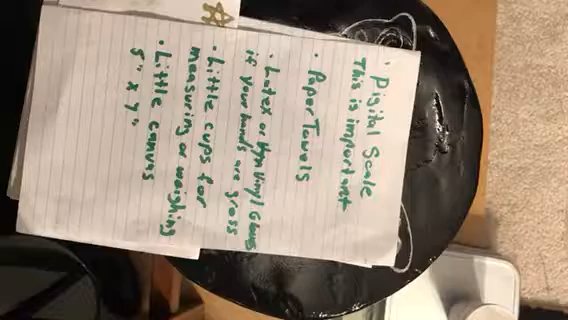 · Digital Scale
This is important
· Paper Towels
· Latex or Vinyl Gloves
if your hands are gross
· Little cups for
measuring or weighing
· Little canvas
5" x 7"